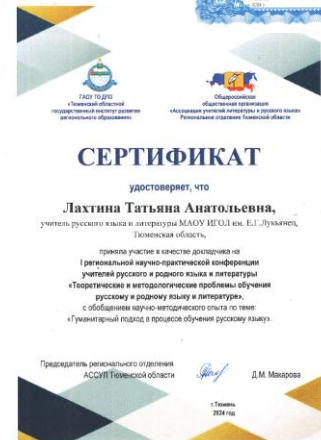 2024 г.
ГАОУ ТО ДПО
«Тюменский областной
государственный институт развития
регионального образования»
Общероссийская
общественная организация
«Ассоциация учителей литературы и русского языка»
Региональное отделение Тюменской области
СЕРТИФИКАТ
удостоверяет, что
Лахтина Татьяна Анатольевна,
учитель русского языка и литературы МАОУ ИГОЛ им. Е.Г.Лукьянец,
Тюменская область,
приняла участие в качестве докладчика на
I региональной научно-практической конференции
учителей русского и родного языка и литературы
«Теоретические и методологические проблемы обучения
русскому и родному языку и литературе»,
с обобщением научно-методического опыта по теме:
«Гуманитарный подход в процессе обучения русскому языку».
Председатель регионального отделения
АССУЛ Тюменской области
Д.М. Макарова
г.Тюмень
2024 год